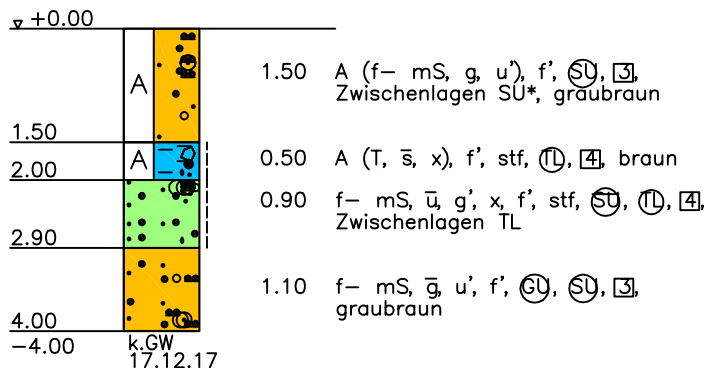 +0.00
1.50 A (f– mS, g, u'), f', SU, 3,
A
Zwischenlagen SU*, graubraun
1.50
A 0.50 A (T, s̅, x), f', stf, TL, 4, braun
2.00
0.90 f– mS, u̅, g', x, f', stf, S̅U̅, TL, 4,
Zwischenlagen TL
2.90
1.10 f– mS, g̅, u', f', GU, SU, 3,
graubraun
4.00
–4.00 k.GW
17.12.17